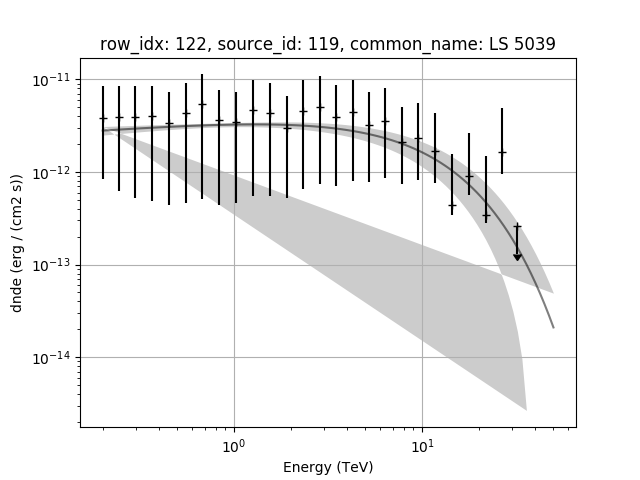 row_idx: 122, source_id: 119, common_name: LS 5039
dnde (erg / (cm2 s))
10⁻¹¹
10⁻¹²
10⁻¹³
10⁻¹⁴
10⁰ 10¹
Energy (TeV)